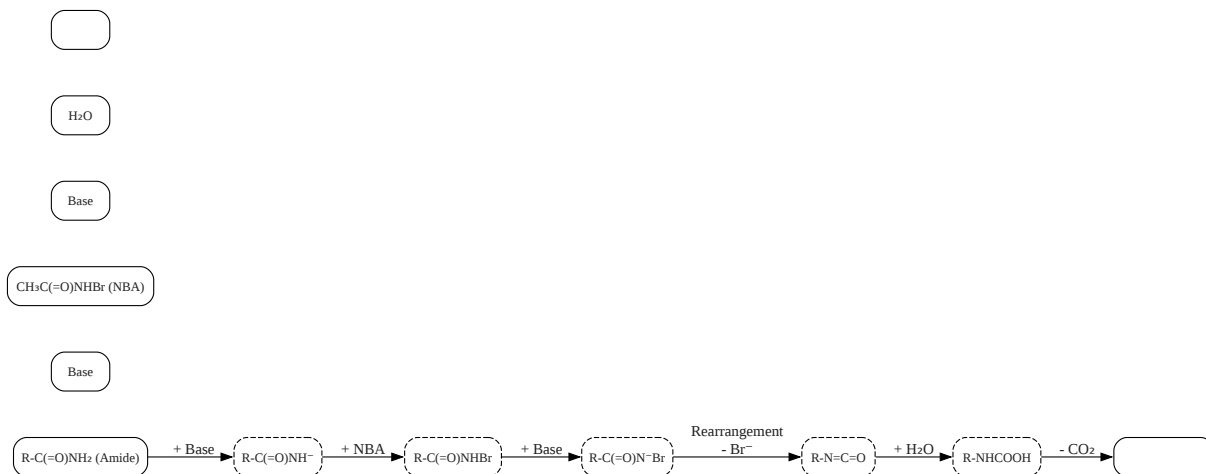 H₂O
Base
CH₃C(=O)NHBr (NBA)
Base
R-C(=O)NH₂ (Amide)
+ Base
R-C(=O)NH⁻
+ NBA
R-C(=O)NHBr
+ Base
R-C(=O)N⁻Br
Rearrangement
- Br⁻
R-N=C=O
+ H₂O
R-NHCOOH
- CO₂